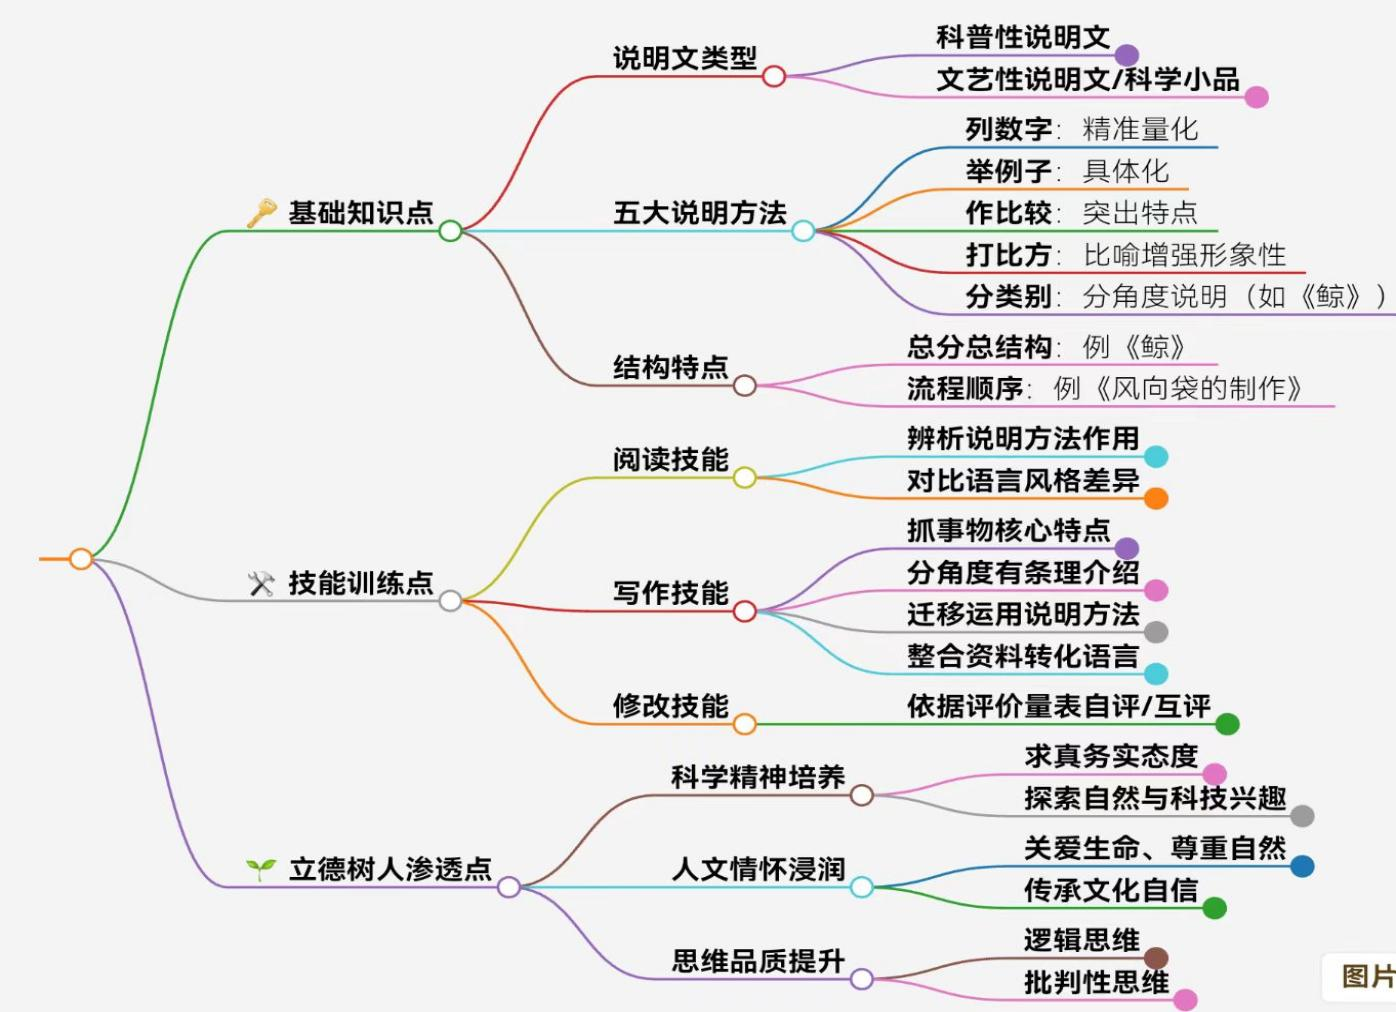 🔑 基础知识点
说明文类型
科普性说明文
文艺性说明文/科学小品
五大说明方法
列数字：精准量化
举例子：具体化
作比较：突出特点
打比方：比喻增强形象性
分类别：分角度说明（如《鲸》）
结构特点
总分总结构：例《鲸》
流程顺序：例《风向袋的制作》
🛠 技能训练点
阅读技能
辨析说明方法作用
对比语言风格差异
写作技能
抓事物核心特点
分角度有条理介绍
迁移运用说明方法
整合资料转化语言
修改技能
依据评价量表自评/互评
🌱 立德树人渗透点
科学精神培养
求真务实态度
探索自然与科技兴趣
人文情怀浸润
关爱生命、尊重自然
传承文化自信
思维品质提升
逻辑思维
批判性思维
图片